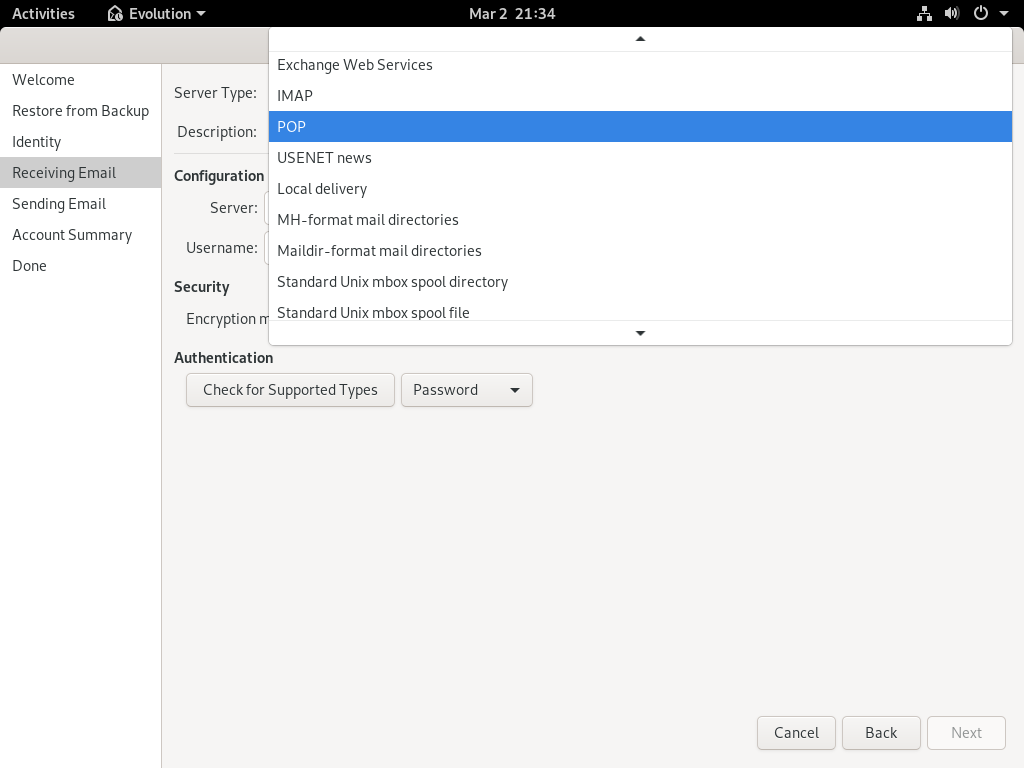 Activities
Evolution
Mar 2 21:34
Welcome
Restore from Backup
Identity
Receiving Email
Sending Email
Account Summary
Done
Server Type:
Description:
Configuration
Server:
Username:
Security
Encryption m
Exchange Web Services
IMAP
POP
USENET news
Local delivery
MH-format mail directories
Maildir-format mail directories
Standard Unix mbox spool directory
Standard Unix mbox spool file
Authentication
Check for Supported Types
Password
Cancel
Back
Next